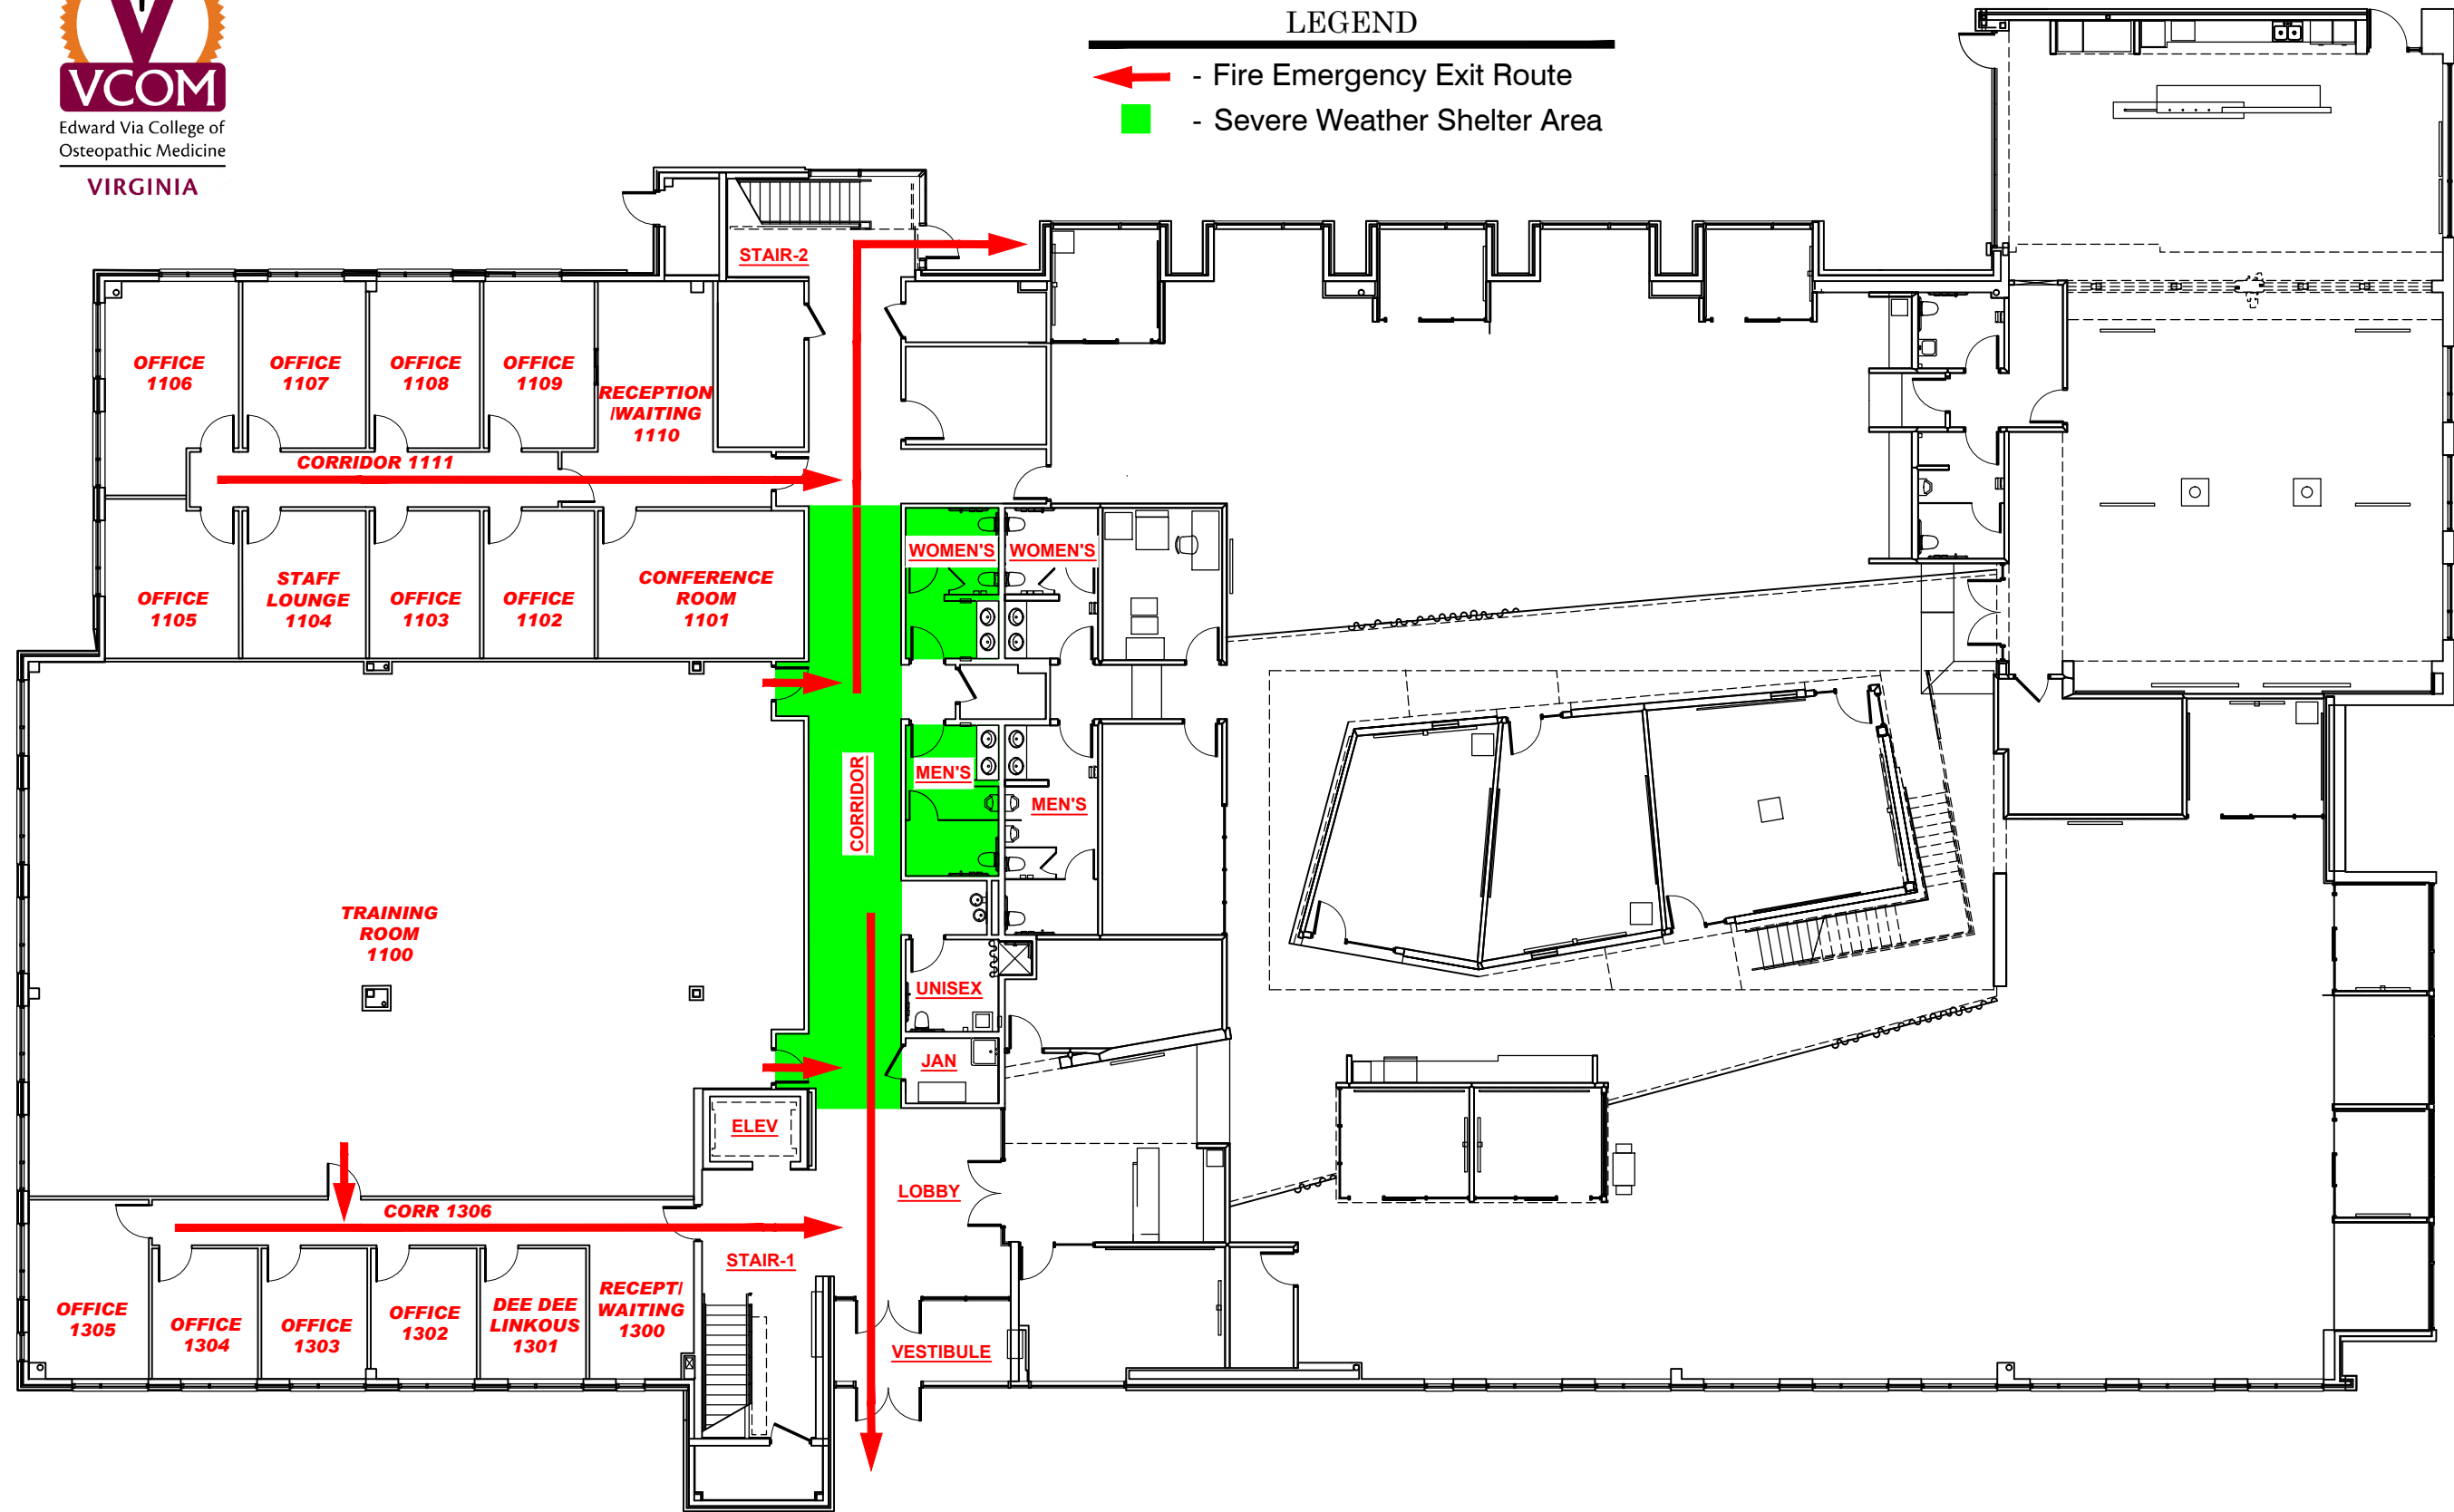 V
VCOM
Edward Via College of
Osteopathic Medicine
VIRGINIA
LEGEND
- Fire Emergency Exit Route
- Severe Weather Shelter Area
STAIR-2
OFFICE
1106
OFFICE
1107
OFFICE
1108
OFFICE
1109
RECEPTION
/WAITING
1110
CORRIDOR 1111
OFFICE
1105
STAFF
LOUNGE
1104
OFFICE
1103
OFFICE
1102
CONFERENCE
ROOM
1101
WOMEN'S
WOMEN'S
CORRIDOR
MEN'S
MEN'S
TRAINING
ROOM
1100
UNISEX
JAN
ELEV
LOBBY
CORR 1306
STAIR-1
OFFICE
1305
OFFICE
1304
OFFICE
1303
OFFICE
1302
DEE DEE
LINKOUS
1301
RECEPT/
WAITING
1300
VESTIBULE